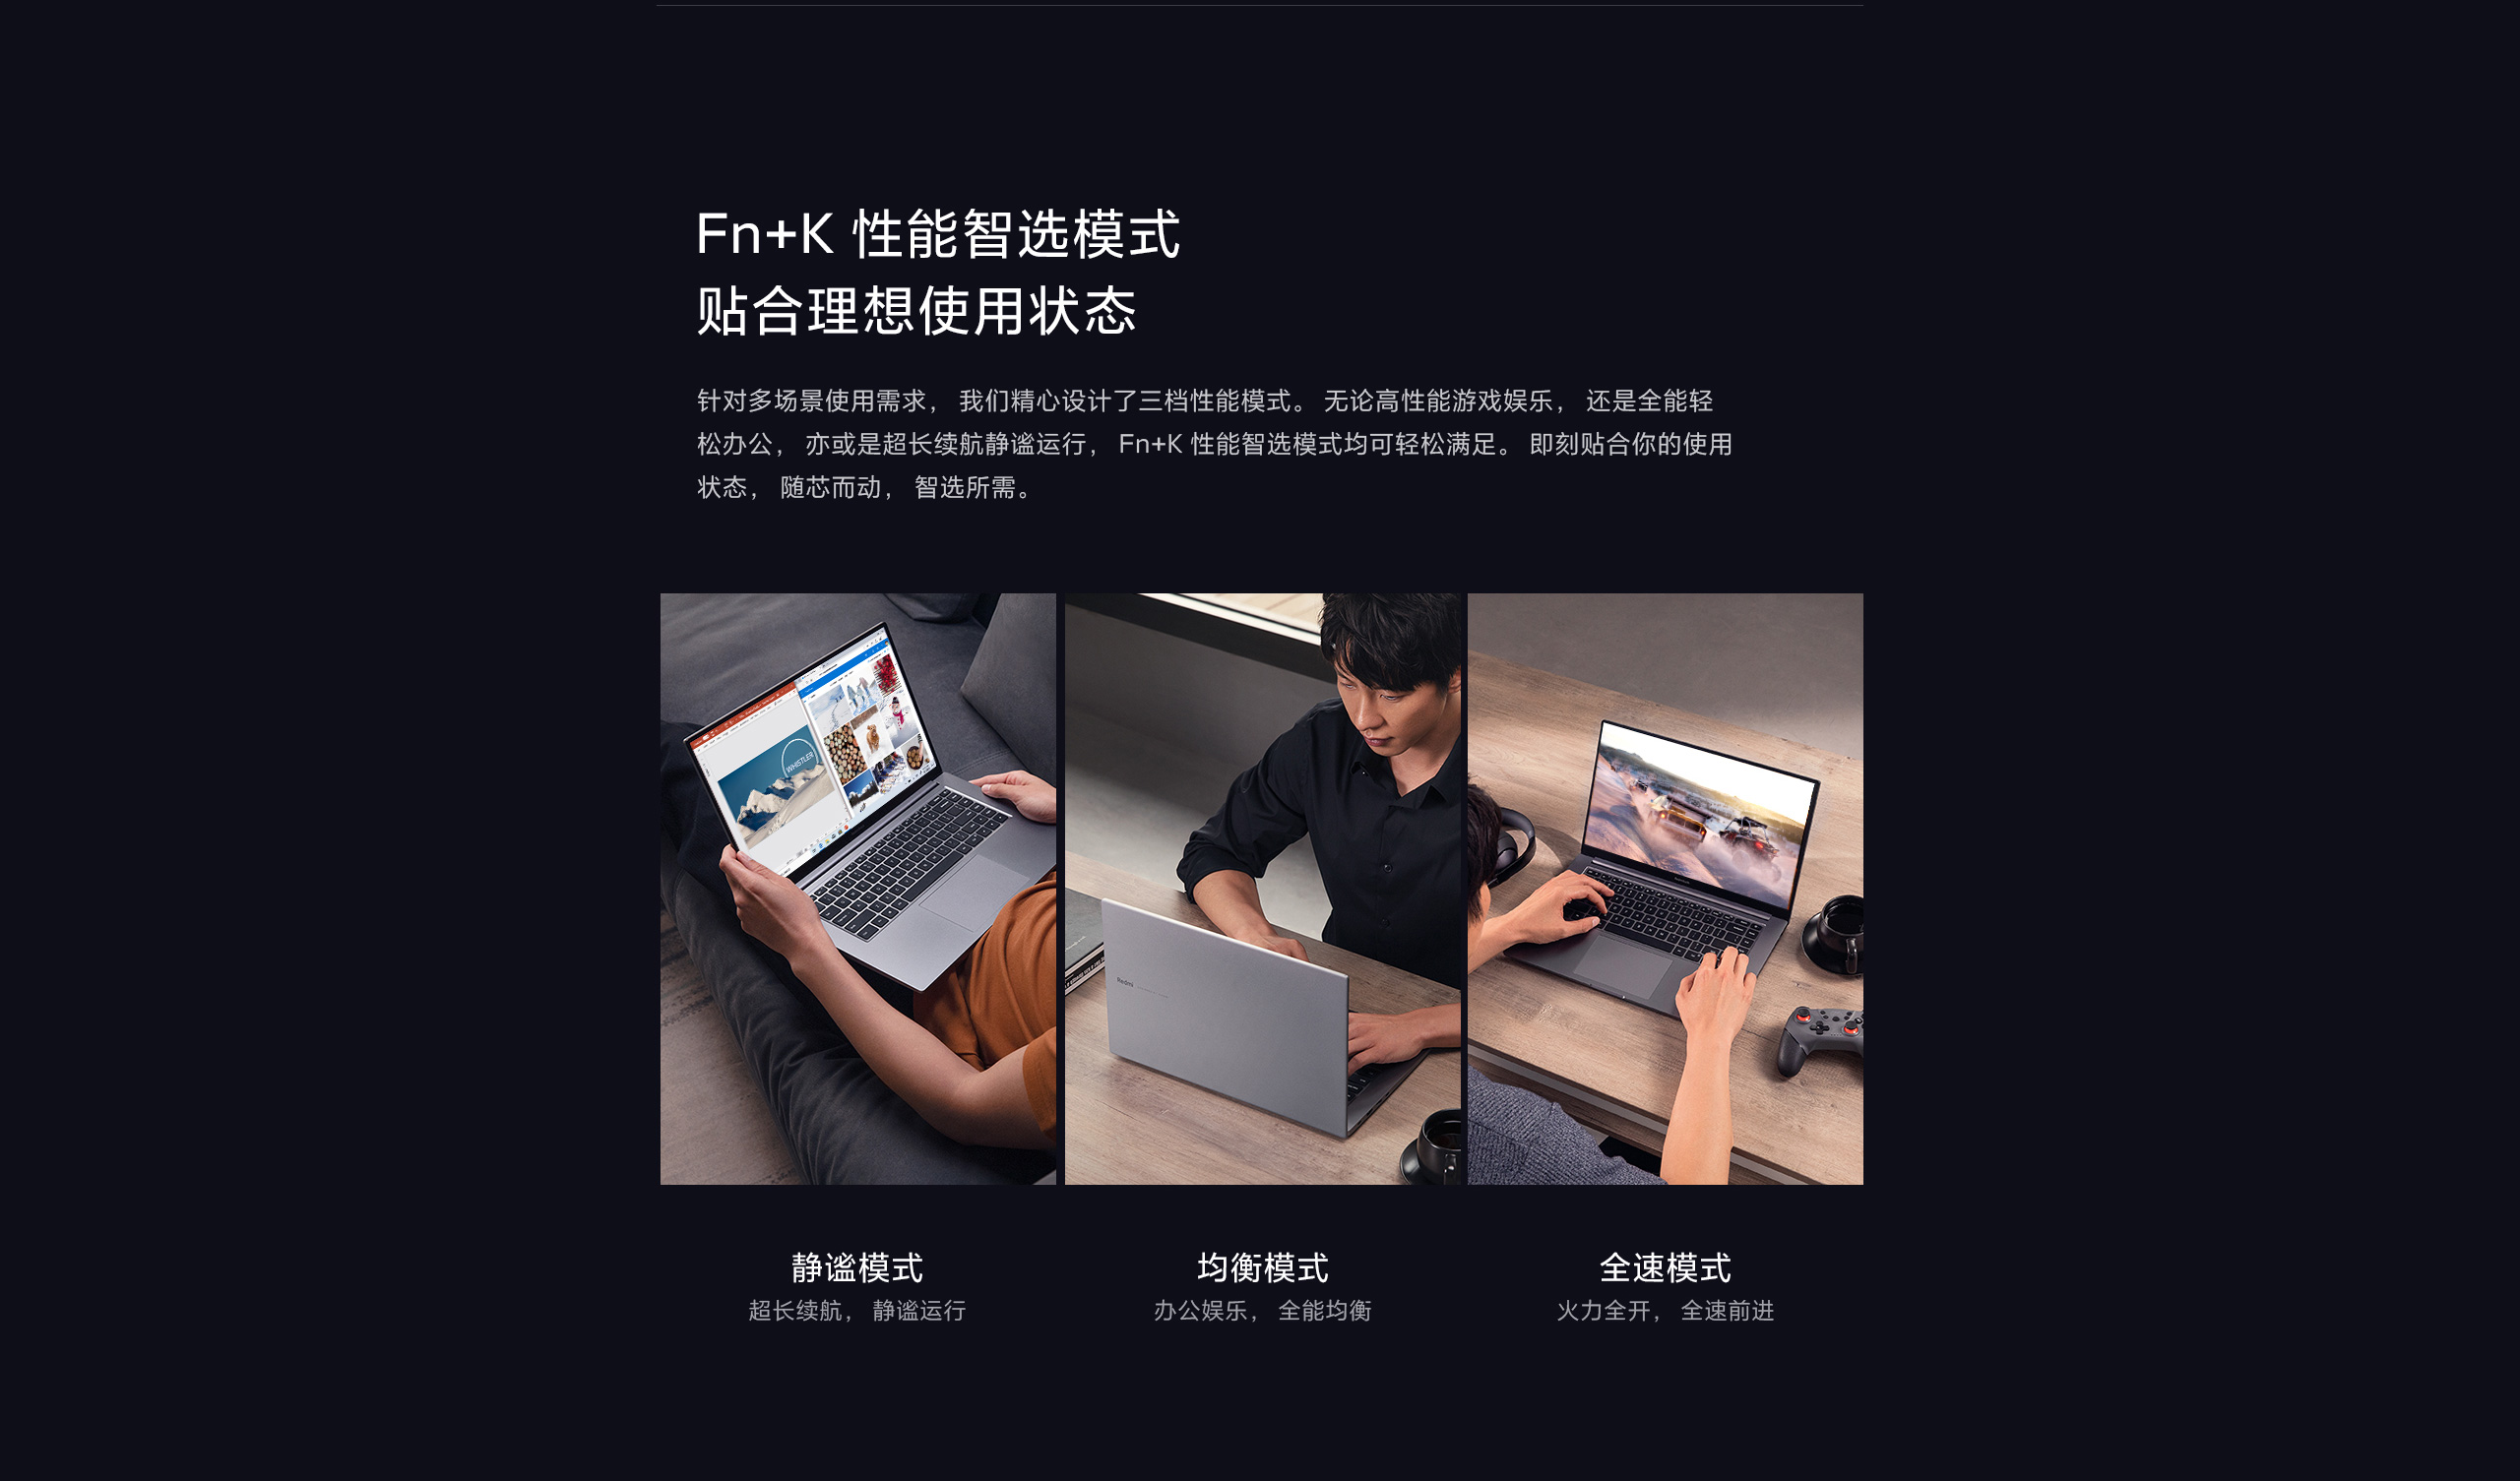 Fn+K 性能智选模式
贴合理想使用状态
针对多场景使用需求， 我们精心设计了三档性能模式。 无论高性能游戏娱乐， 还是全能轻
松办公， 亦或是超长续航静谧运行， Fn+K 性能智选模式均可轻松满足。 即刻贴合你的使用
状态， 随芯而动， 智选所需。
WHISTLER
Redmi
静谧模式
超长续航， 静谧运行
均衡模式
办公娱乐， 全能均衡
全速模式
火力全开， 全速前进